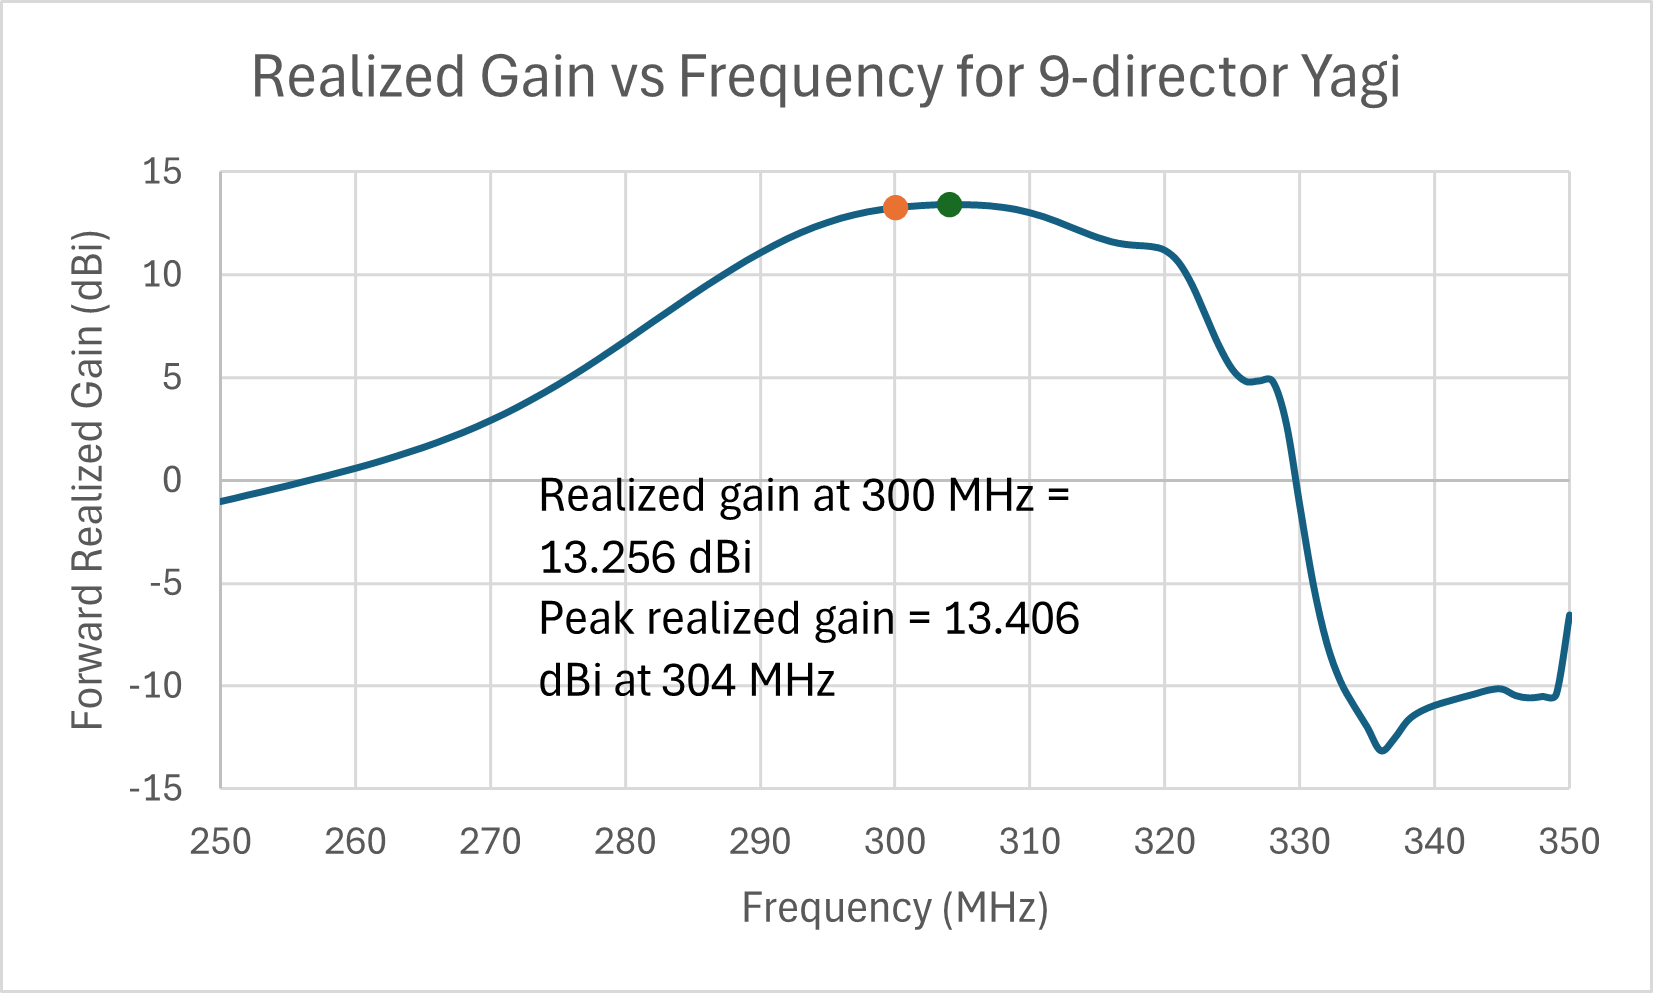 Realized Gain vs Frequency for 9-director Yagi
Forward Realized Gain (dBi)
15
10
5
0
-5
-10
-15
Realized gain at 300 MHz =
13.256 dBi
Peak realized gain = 13.406
dBi at 304 MHz
250 260 270 280 290 300 310 320 330 340 350
Frequency (MHz)